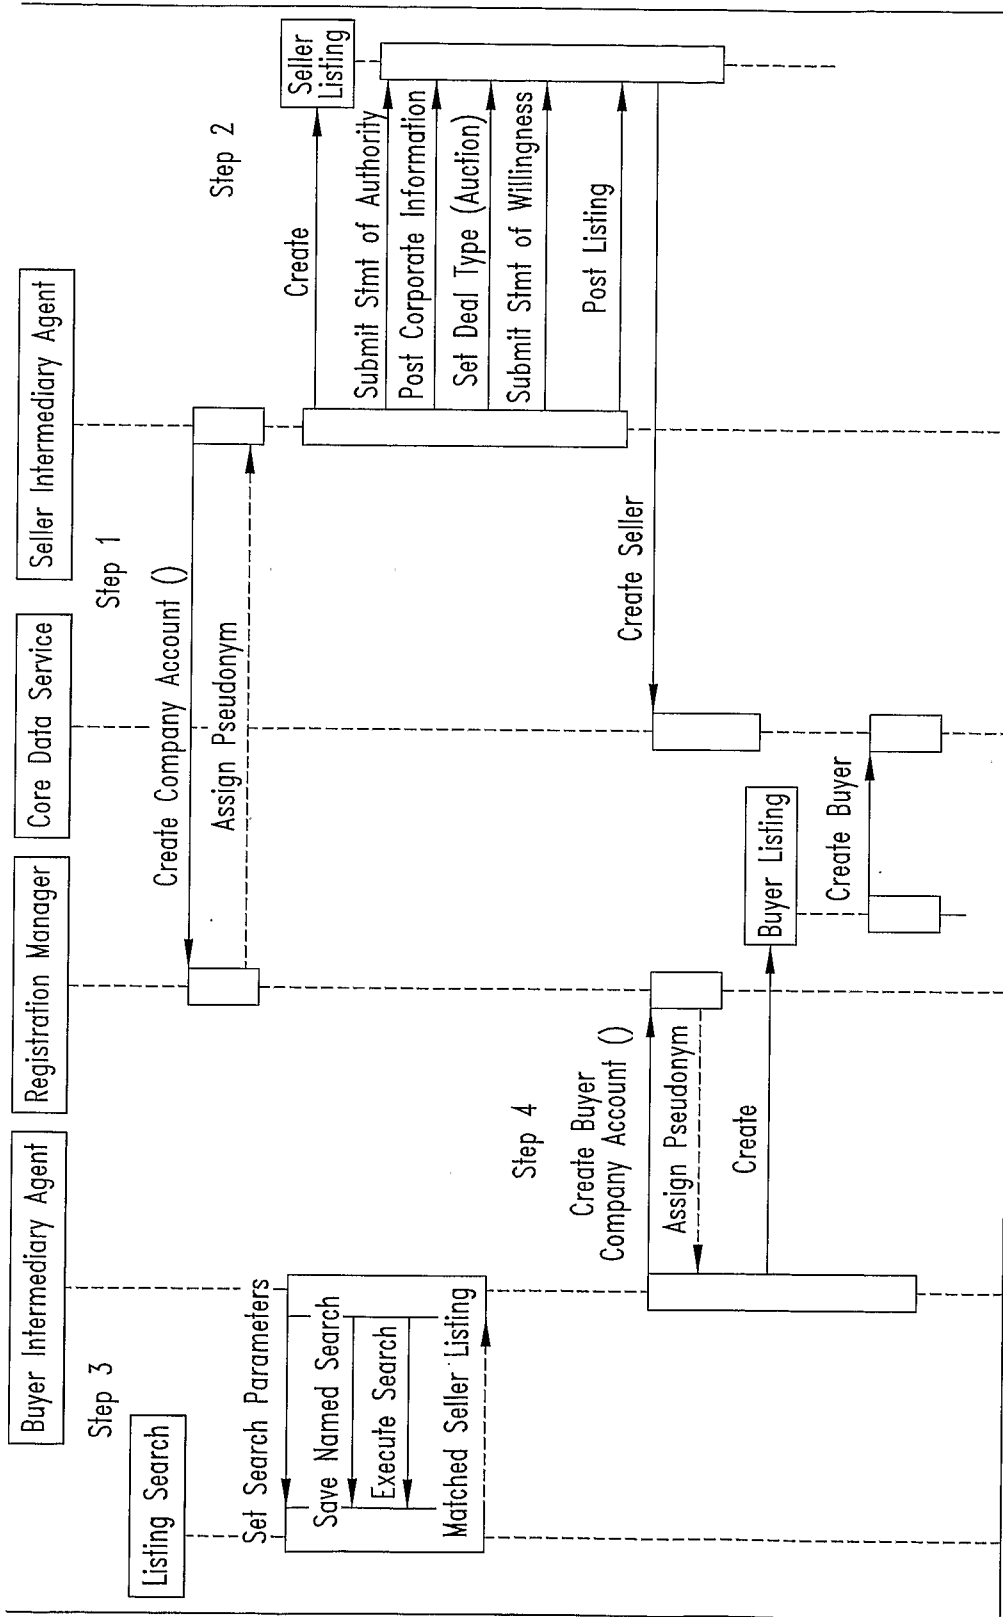 Listing Search
Buyer Intermediary Agent
Registration Manager
Core Data Service
Seller Intermediary Agent
Seller
Listing
Step 1
Create Company Account ()
Assign Pseudonym
Step 2
Create
Submit Stmt of Authority
Post Corporate Information
Set Deal Type (Auction)
Submit Stmt of Willingness
Post Listing
Create Seller
Step 3
Set Search Parameters
Save Named Search
Execute Search
Matched Seller Listing
Step 4
Create Buyer
Company Account ()
Assign Pseudonym
Create
Buyer Listing
Create Buyer